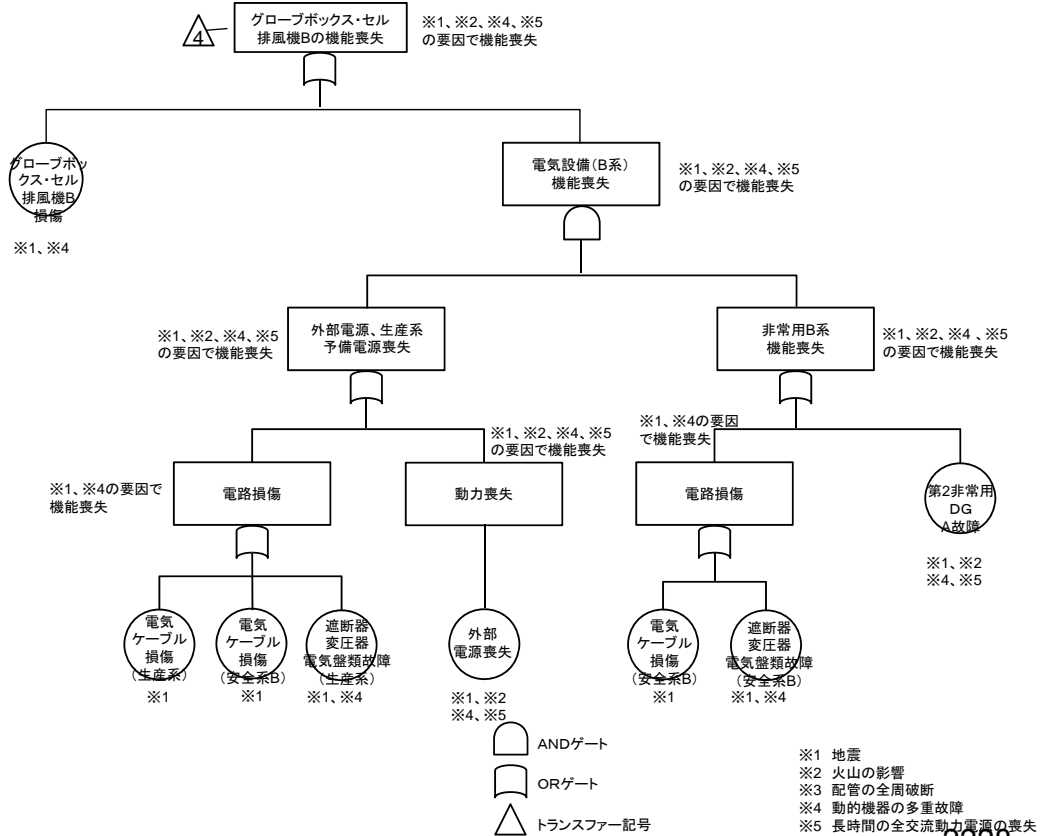 4
グローブボックス・セル
排風機Bの機能喪失
※1、※2、※4、※5
の要因で機能喪失
グローブボッ
クス・セル
排風機B
損傷
※1、※4
電気設備(B系)
機能喪失
※1、※2、※4、※5
の要因で機能喪失
※1、※2、※4、※5
の要因で機能喪失
外部電源、生産系
予備電源喪失
非常用B系
機能喪失
※1、※2、※4 、※5
の要因で機能喪失
※1、※4の要因で
機能喪失
電路損傷
※1、※2、※4、※5
の要因で機能喪失
動力喪失
※1、※4の要因
で機能喪失
電路損傷
第2非常用
DG
A故障
※1、※2
※4、※5
電気
ケーブル
損傷
(生産系)
※1
電気
ケーブル
損傷
(安全系B)
※1
遮断器
変圧器
電気盤類故障
(生産系)
※1、※4
外部
電源喪失
※1、※2
※4、※5
電気
ケーブル
損傷
(安全系B)
※1
遮断器
変圧器
電気盤類故障
(安全系B)
※1、※4
ANDゲート
ORゲート
トランスファー記号
※1 地震
※2 火山の影響
※3 配管の全周破断
※4 動的機器の多重故障
※5 長時間の全交流動力電源の喪失